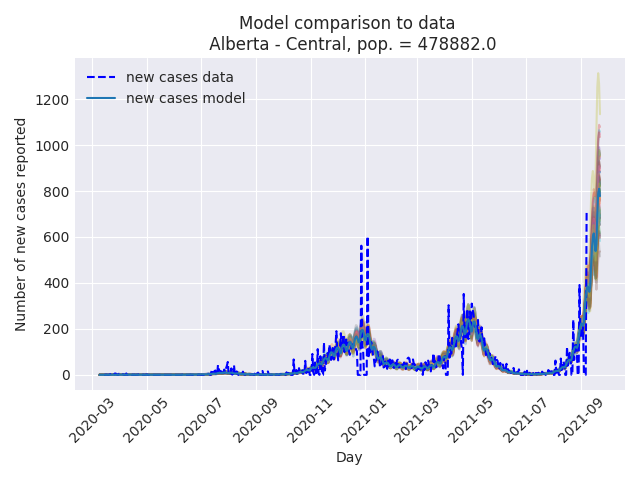 Model comparison to data
Alberta - Central, pop. = 478882.0
new cases data
new cases model
Number of new cases reported
1200
1000
800
600
400
200
0
2020-03
2020-05
2020-07
2020-09
2020-11
2021-01
2021-03
2021-05
2021-07
2021-09
Day